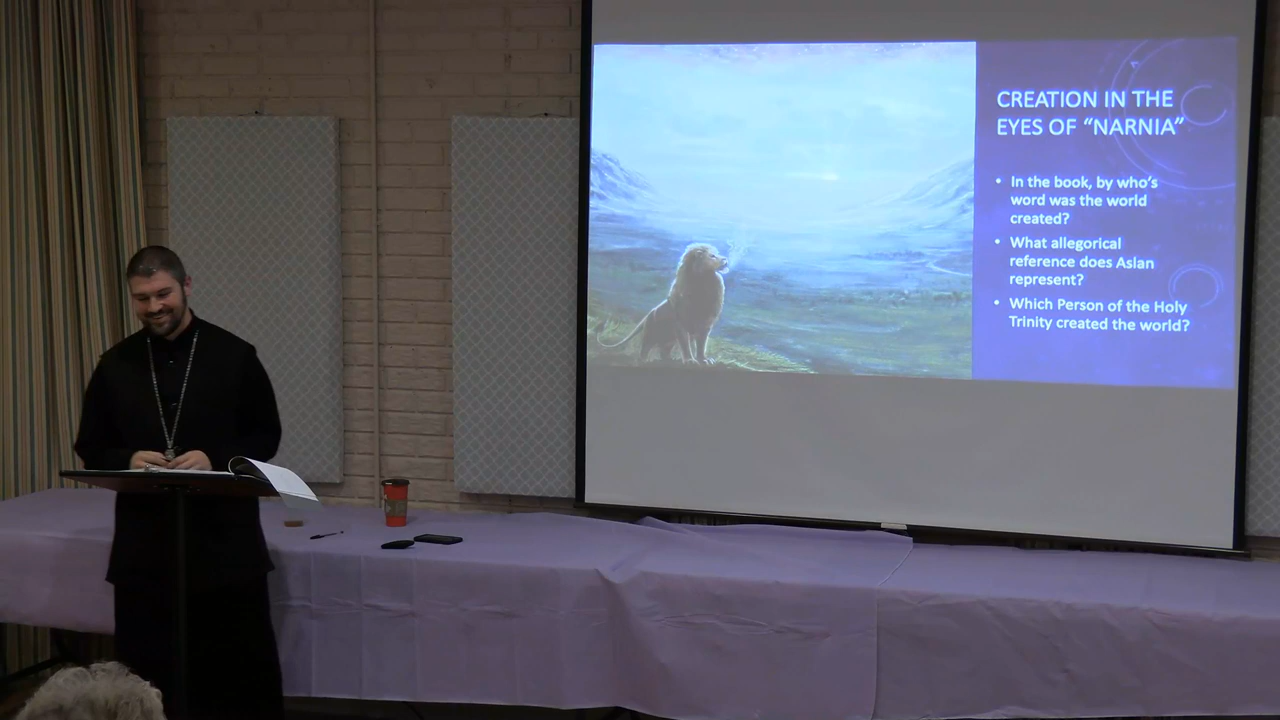 CREATION IN THE
EYES OF “NARNIA”
• In the book, by who's
word was the world
created?
• What allegorical
reference does Aslan
represent?
• Which Person of the Holy
Trinity created the world?